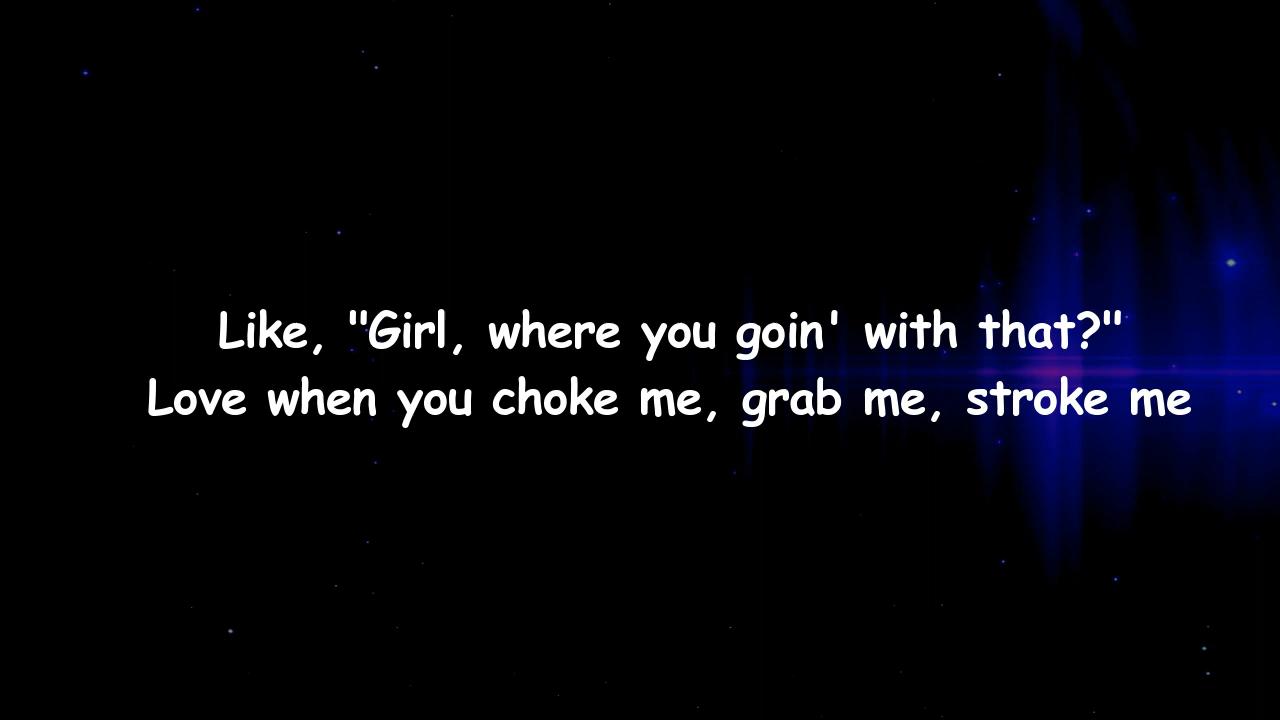 Like, "Girl, where you goin' with that?"
Love when you choke me, grab me, stroke me